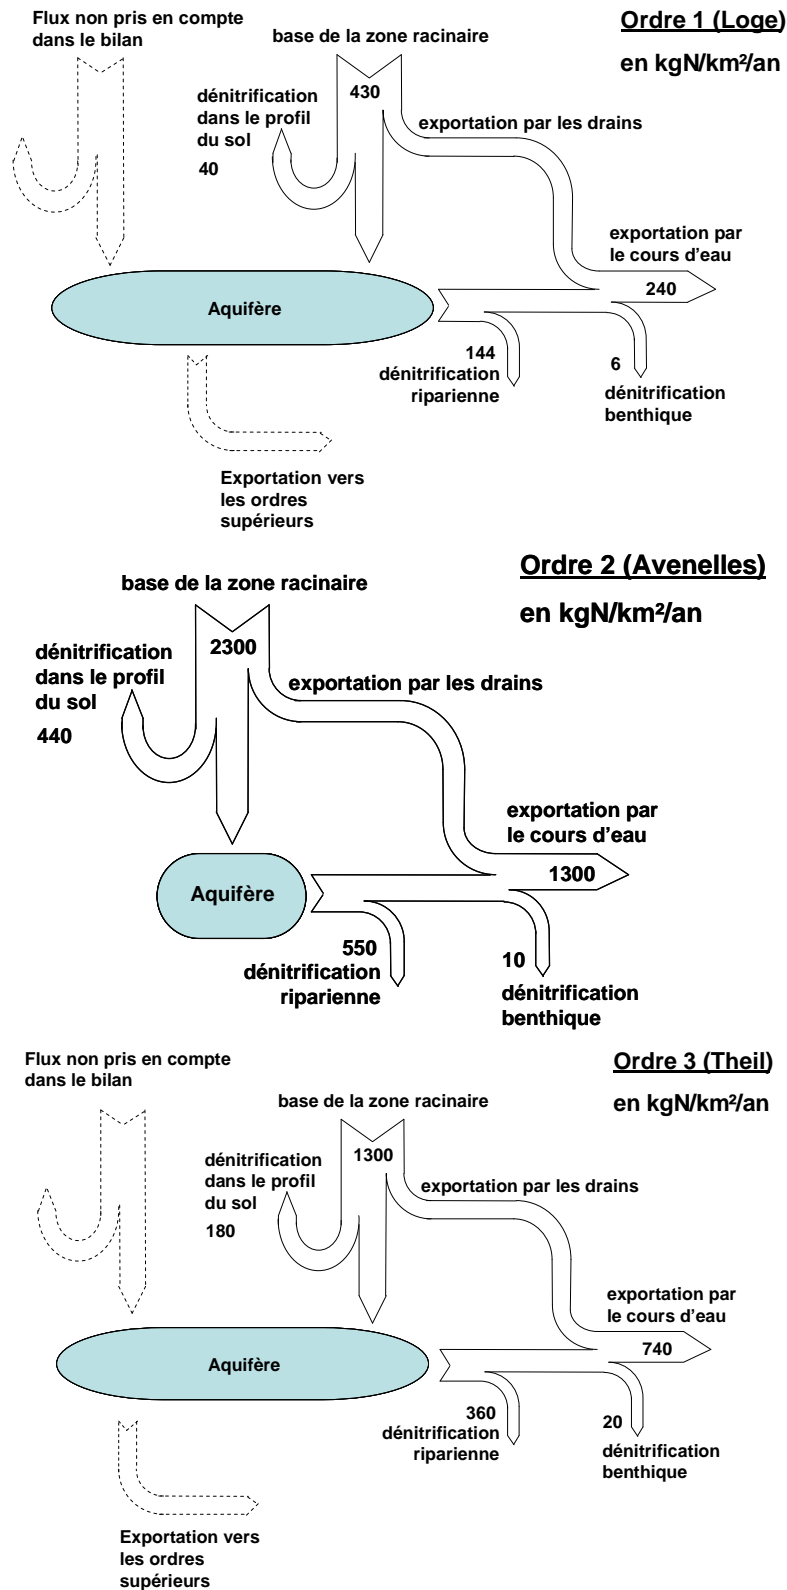 Flux non pris en compte
dans le bilan
base de la zone racinaire
Ordre 1 (Loge)
en kgN/km²/an
dénitrification
dans le profil
du sol
40
430
exportation par les drains
exportation par
le cours d'eau
240
Aquifère
144
dénitrification
riparienne
6
dénitrification
benthique
Exportation vers
les ordres
supérieurs
Ordre 2 (Avenelles)
en kgN/km²/an
base de la zone racinaire
2300
dénitrification
dans le profil
du sol
440
exportation par les drains
exportation par
le cours d'eau
1300
Aquifère
550
dénitrification
riparienne
10
dénitrification
benthique
Flux non pris en compte
dans le bilan
Ordre 3 (Theil)
en kgN/km²/an
base de la zone racinaire
1300
dénitrification
dans le profil
du sol
180
exportation par les drains
exportation par
le cours d'eau
740
Aquifère
360
dénitrification
riparienne
20
dénitrification
benthique
Exportation vers
les ordres
supérieurs